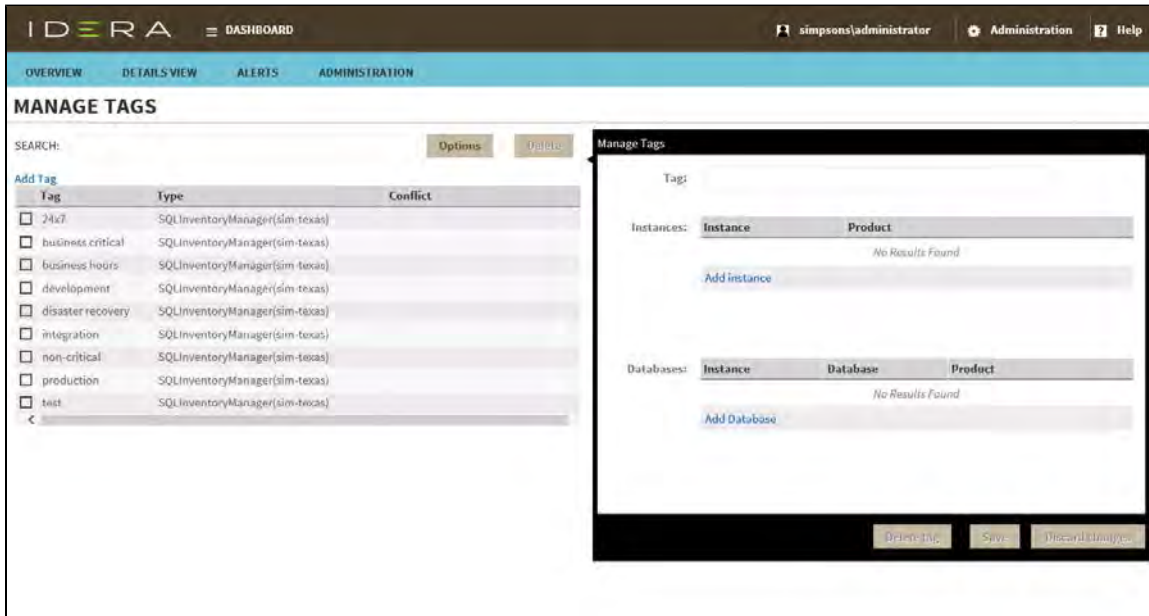 IDERA DASHBOARD simpsons\administrator Administration ? Help
OVERVIEW DETAILS VIEW ALERTS ADMINISTRATION
MANAGE TAGS
SEARCH: Options Delete
Add Tag
Tag Type Conflict
24x7 SQLInventoryManager(sim-texas)
business critical SQLInventoryManager(sim-texas)
business hours SQLInventoryManager(sim-texas)
development SQLInventoryManager(sim-texas)
disaster recovery SQLInventoryManager(sim-texas)
integration SQLInventoryManager(sim-texas)
non-critical SQLInventoryManager(sim-texas)
production SQLInventoryManager(sim-texas)
test SQLInventoryManager(sim-texas)
Manage Tags
Tag:
Instances: Instance Product
No Results Found
Add instance
Databases: Instance Database Product
No Results Found
Add Database
Delete tag Save Discard changes